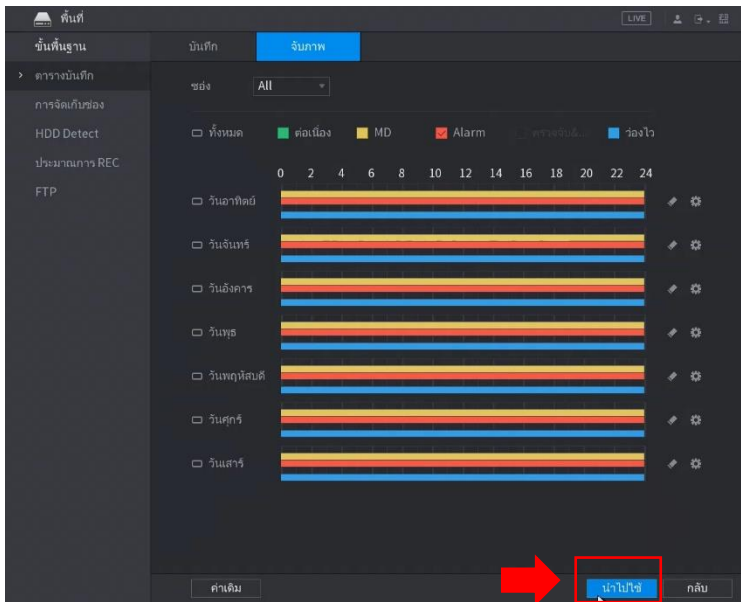 พื้นที่ LIVE
ขั้นพื้นฐาน บันทึก จับภาพ
ตารางบันทึก
การจัดเก็บช่อง
HDD Detect
ประมาณการ REC
FTP
ช่อง All
ทั้งหมด ต่อเนื่อง MD Alarm ว่องไว
0 2 4 6 8 10 12 14 16 18 20 22 24
วันอาทิตย์
วันจันทร์
วันอังคาร
วันพุธ
วันพฤหัสบดี
วันศุกร์
วันเสาร์
ค่าเดิม นำไปใช้ กลับ